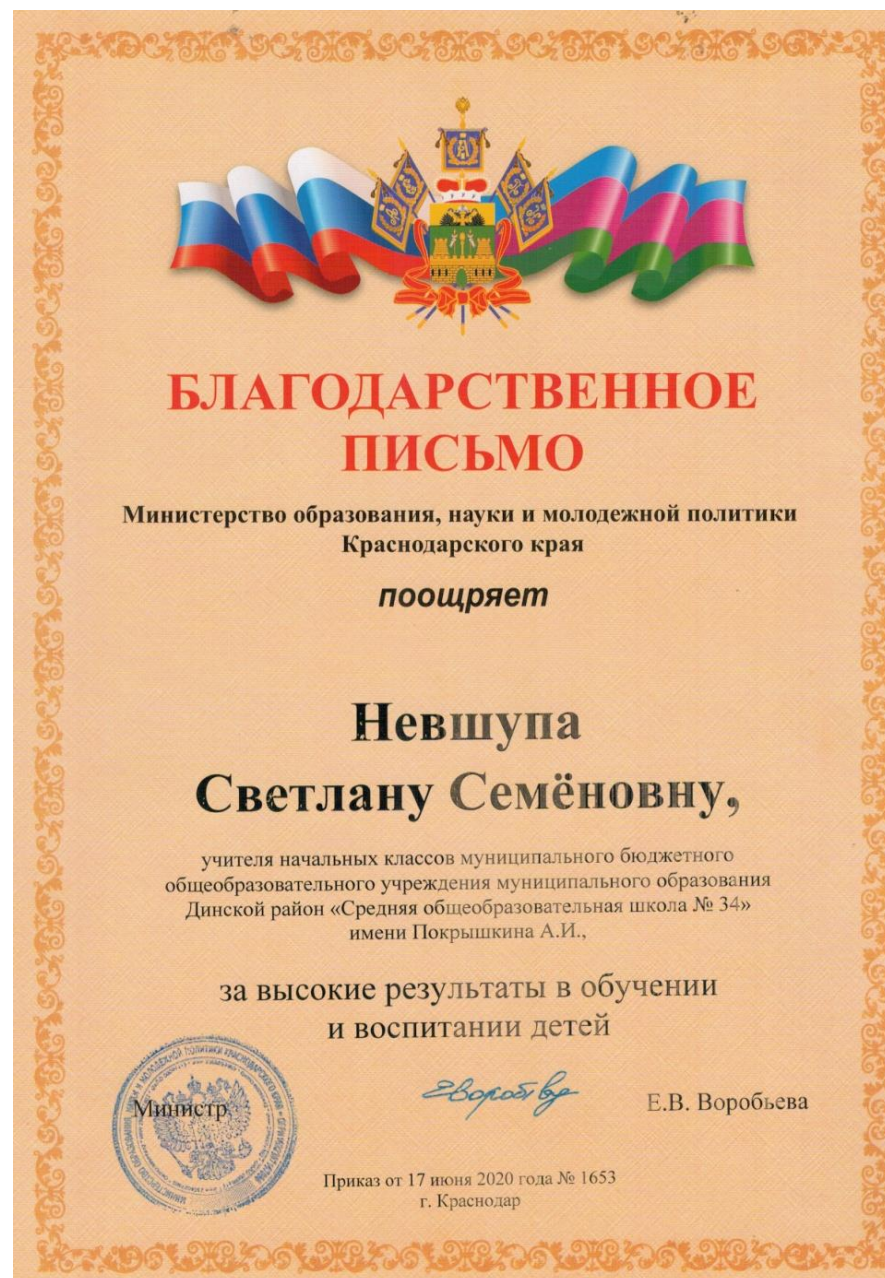 БЛАГОДАРСТВЕННОЕ
ПИСЬМО
Министерство образования, науки и молодежной политики
Краснодарского края
поощряет
Невшупа
Светлану Семёновну,
учителя начальных классов муниципального бюджетного
общеобразовательного учреждения муниципального образования
Динской район «Средняя общеобразовательная школа № 34»
имени Покрышкина А.И.,
за высокие результаты в обучении
и воспитании детей
Министр
Е.В. Воробьева
Приказ от 17 июня 2020 года № 1653
г. Краснодар